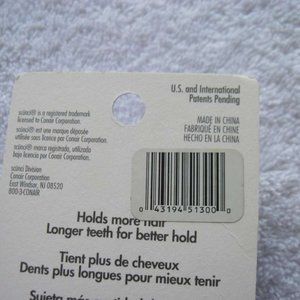 scünci® is a registered trademark
licensed to Conair Corporation.
scünci® est une marque déposée
utilisée sous licence par Conair Corporation.
scünci® marca registrada, utilizada
bajo licencia por Conair Corporation.
scünci Division
Conair Corporation
East Windsor, NJ 08520
800-3-CONAIR
U.S. and International
Patents Pending
MADE IN CHINA
FABRIQUÉ EN CHINE
HECHO EN LA CHINA
0 43194 51300 0
Holds more hair
Longer teeth for better hold
Tient plus de cheveux
Dents plus longues pour mieux tenir
Sujeta más